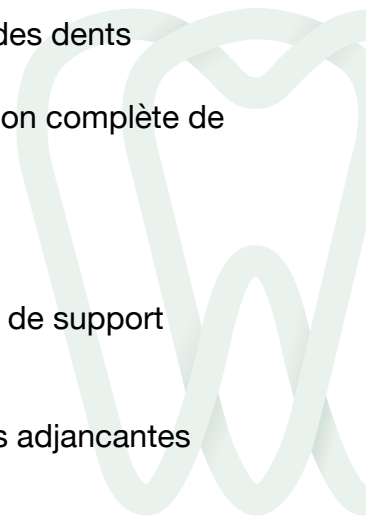 des dents
on complète de
de support
s adjancantes